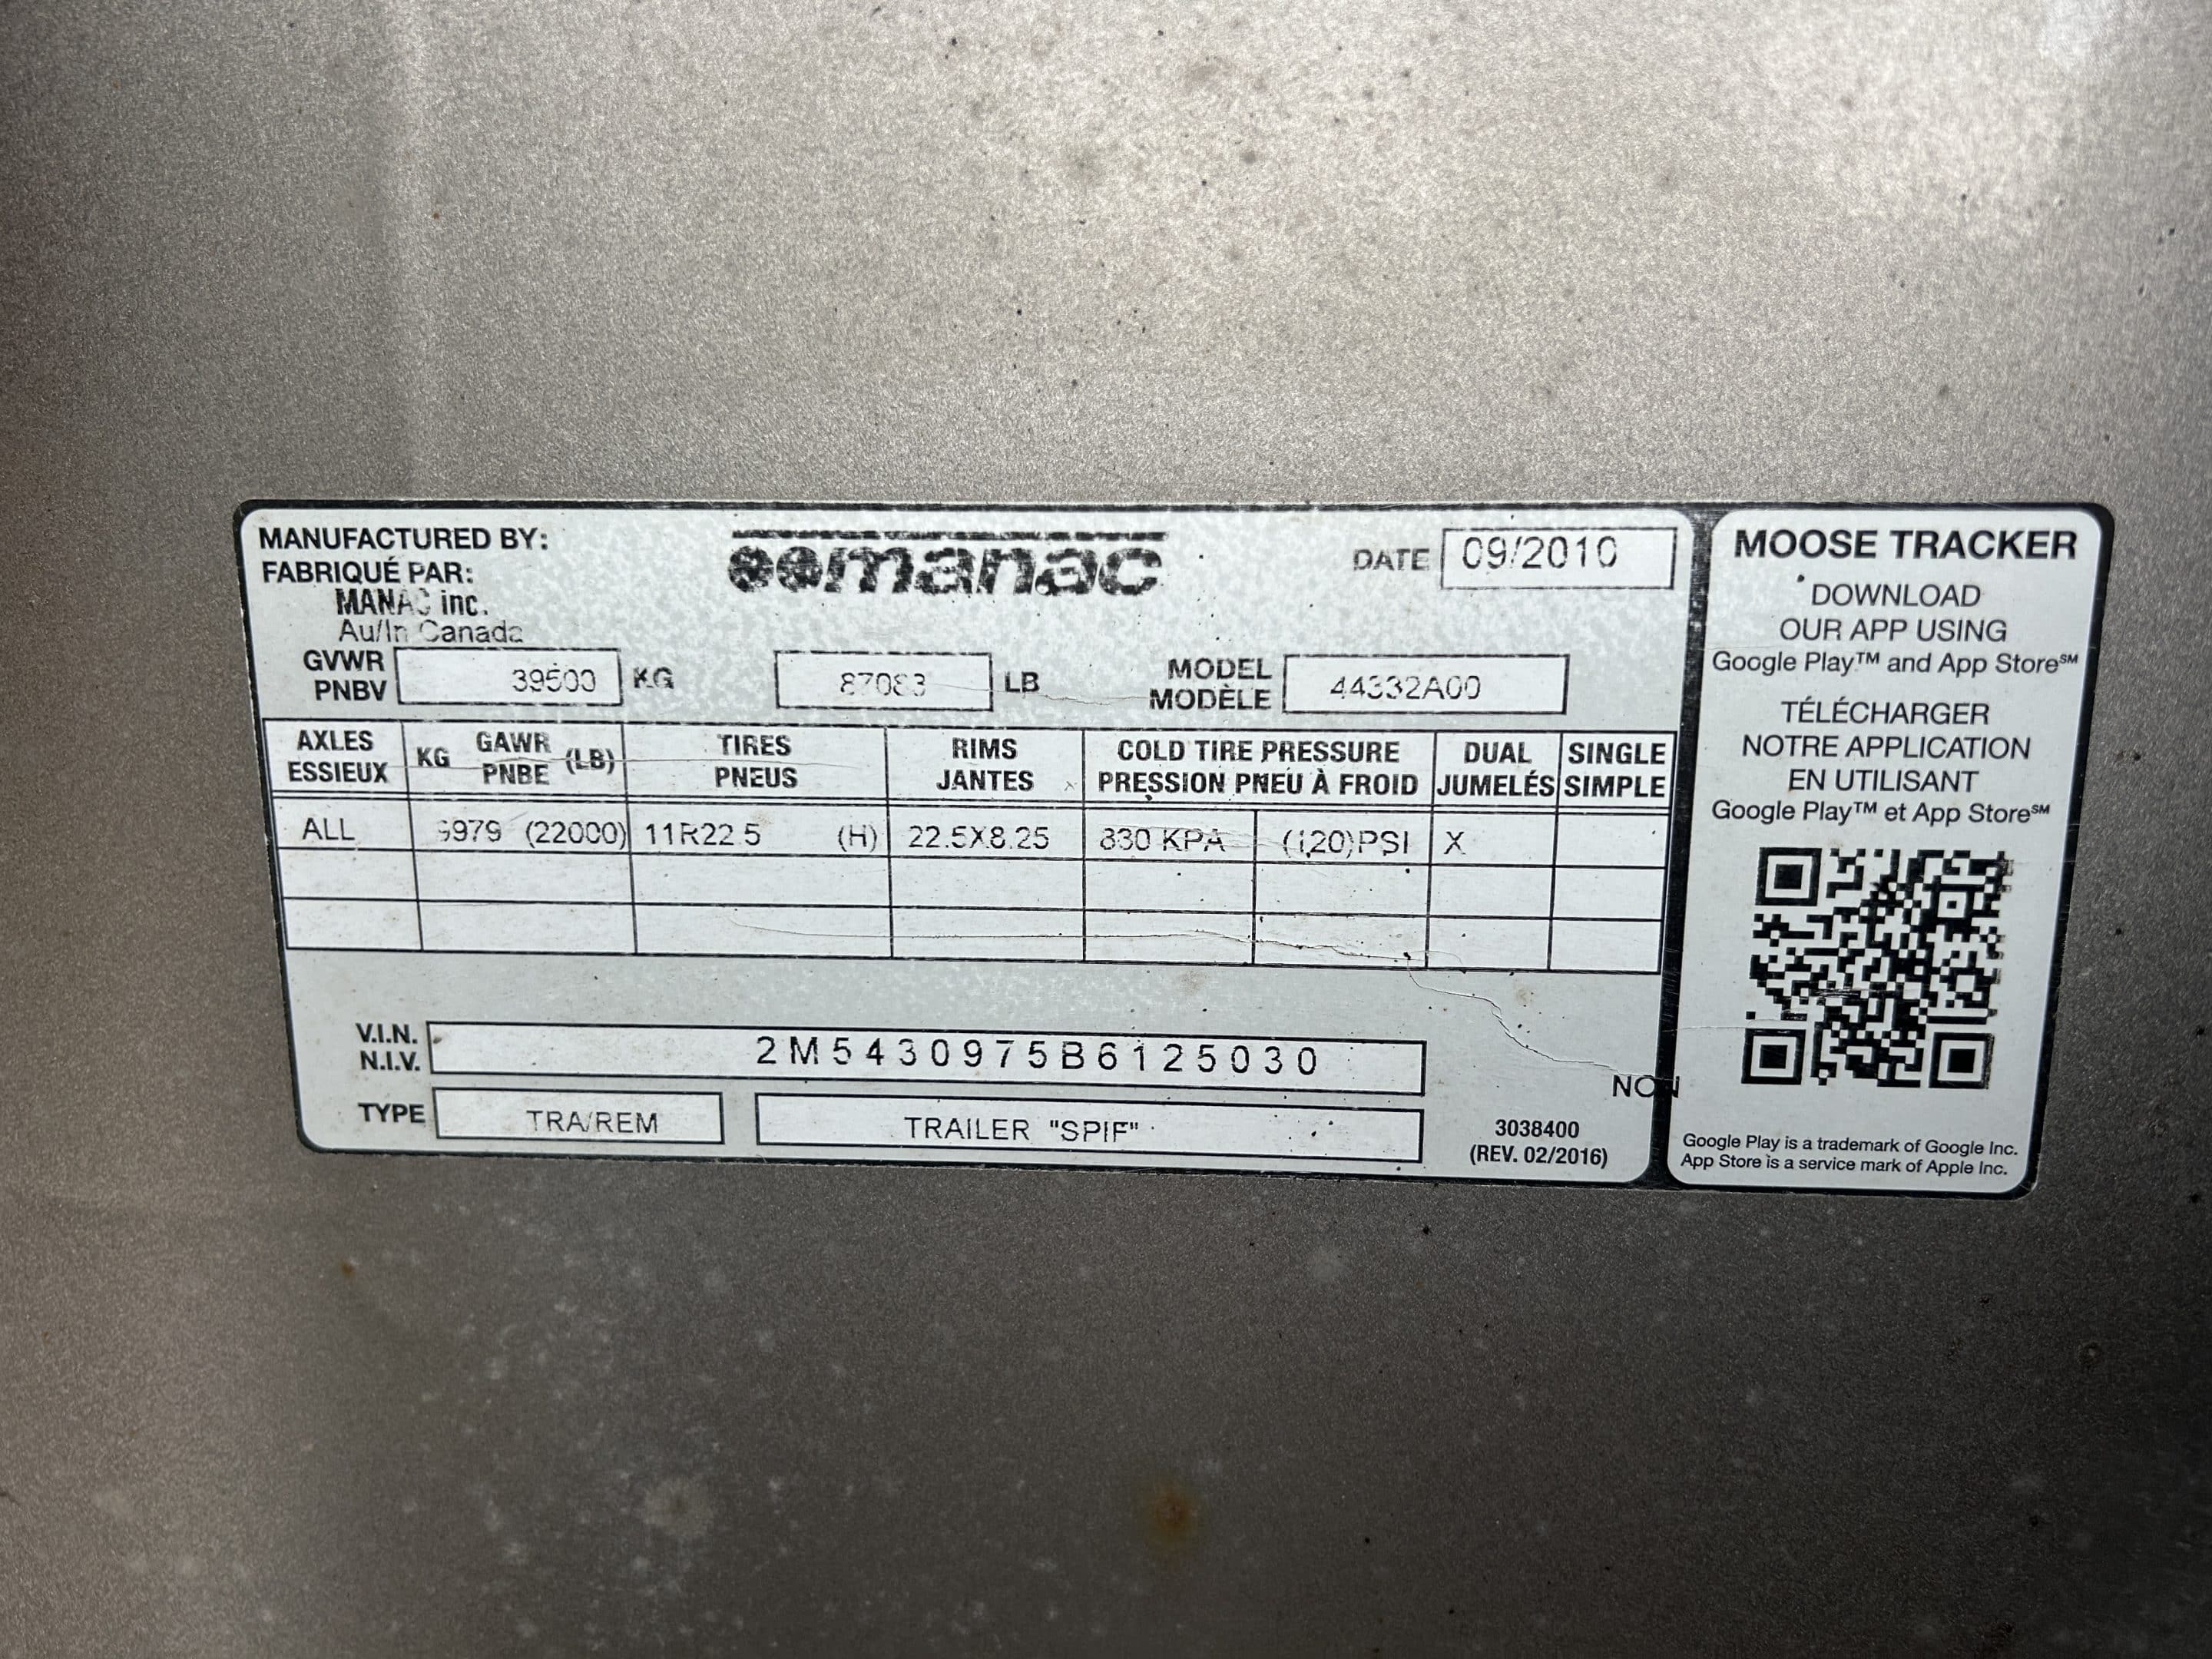 MANUFACTURED BY:
FABRIQUÉ PAR:
MANAC inc.
Au/In Canada
manac
DATE 09/2010
GVWR
PNBV
39500 KG
87083 LB
MODEL
MODÈLE
44332A00
AXLES
ESSIEUX
KG GAWR (LB)
PNBE
TIRES
PNEUS
RIMS
JANTES
COLD TIRE PRESSURE
PRESSION PNEU À FROID
DUAL
JUMELÉS
SINGLE
SIMPLE
ALL 9979 (22000) 11R22.5 (H) 22.5X8.25 830 KPA (120)PSI X
V.I.N.
N.I.V.
2M5430975B6125030
NON
TYPE TRA/REM TRAILER "SPIF"
3038400
(REV. 02/2016)
MOOSE TRACKER
DOWNLOAD
OUR APP USING
Google Play™ and App Store℠
TÉLÉCHARGER
NOTRE APPLICATION
EN UTILISANT
Google Play™ et App Store℠
Google Play is a trademark of Google Inc.
App Store is a service mark of Apple Inc.